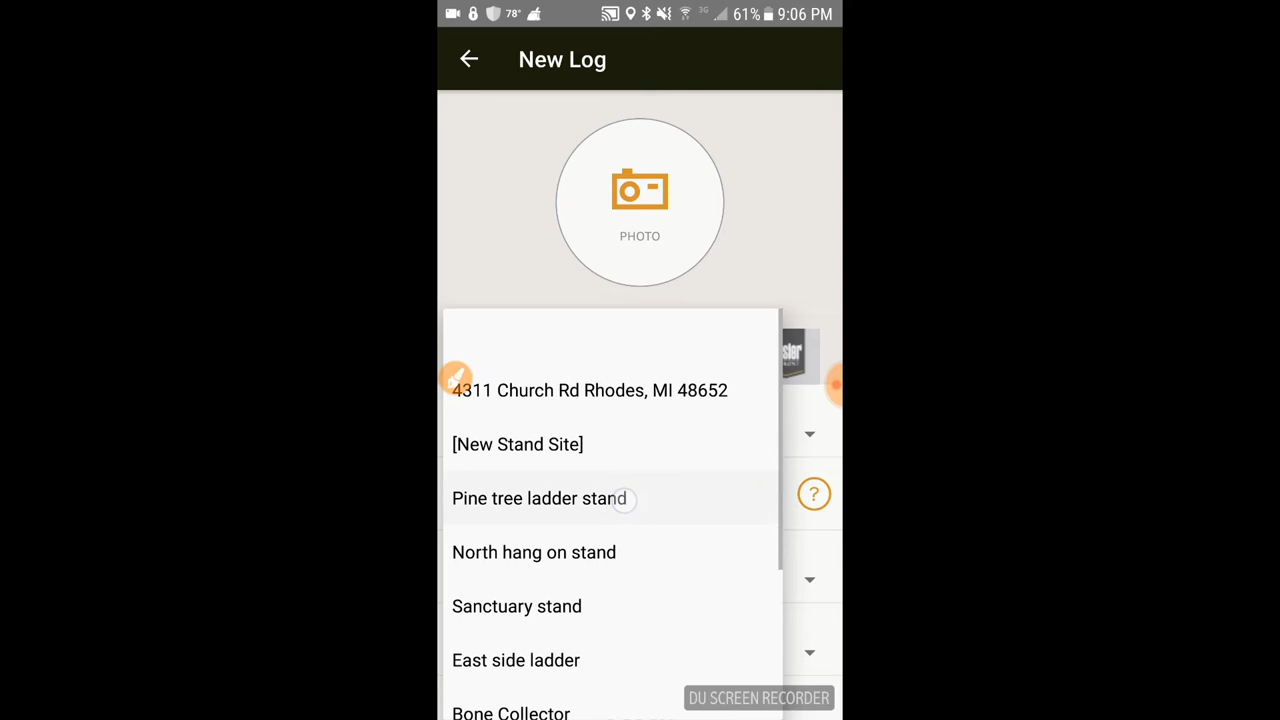 78° 3G 61% 9:06 PM
New Log
PHOTO
4311 Church Rd Rhodes, MI 48652
[New Stand Site]
Pine tree ladder stand
?
North hang on stand
Sanctuary stand
East side ladder
Bone Collector
DU SCREEN RECORDER